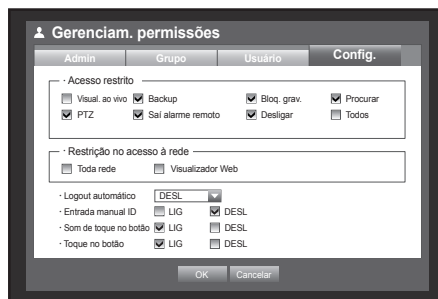 Gerenciam. permissões
Admin Grupo Usuário Config.
· Acesso restrito
Visual. ao vivo Backup Bloq. grav. Procurar
PTZ Saí alarme remoto Desligar Todos
· Restrição no acesso à rede
Toda rede Visualizador Web
· Logout automático DESL
· Entrada manual ID LIG DESL
· Som de toque no botão LIG DESL
· Toque no botão LIG DESL
OK Cancelar